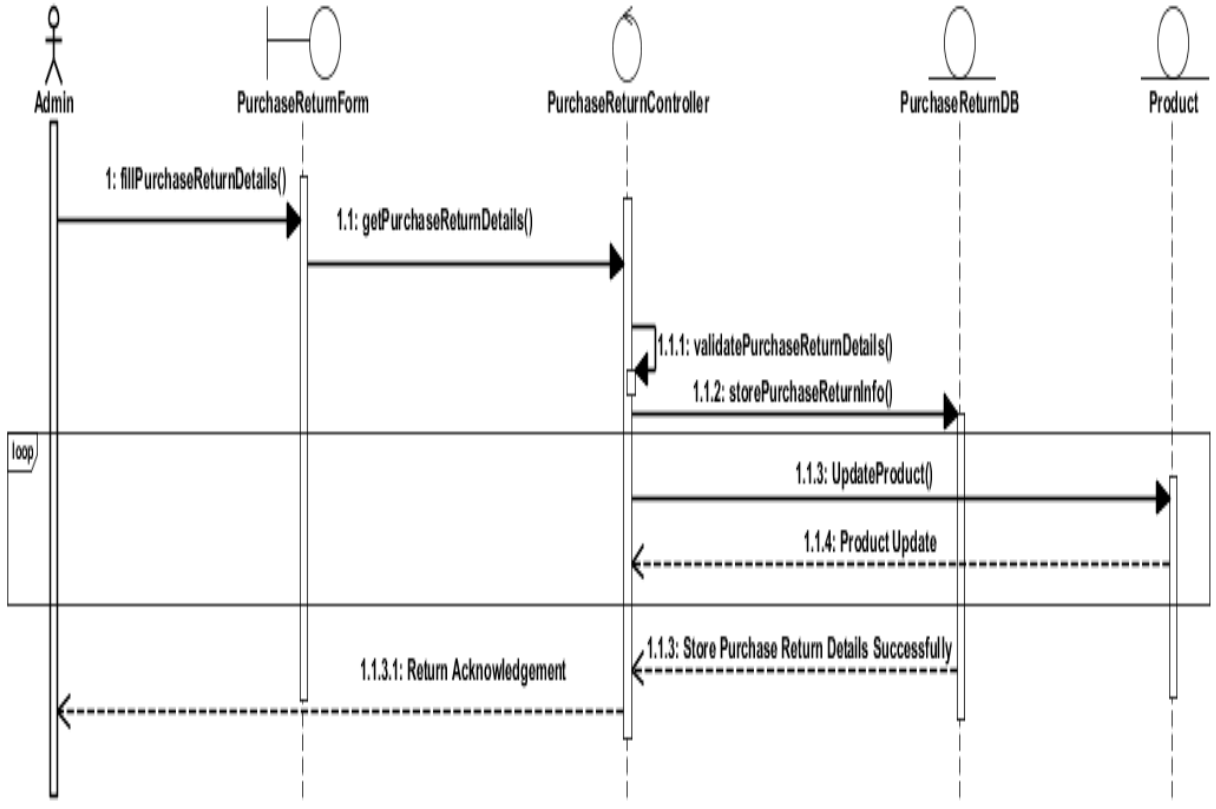 Admin
PurchaseReturnForm
PurchaseReturnController
PurchaseReturnDB
Product
1: fillPurchaseReturnDetails()
1.1: getPurchaseReturnDetails()
1.1.1: validatePurchaseReturnDetails()
1.1.2: storePurchaseReturnInfo()
loop
1.1.3: UpdateProduct()
1.1.4: Product Update
1.1.3: Store Purchase Return Details Successfully
1.1.3.1: Return Acknowledgement